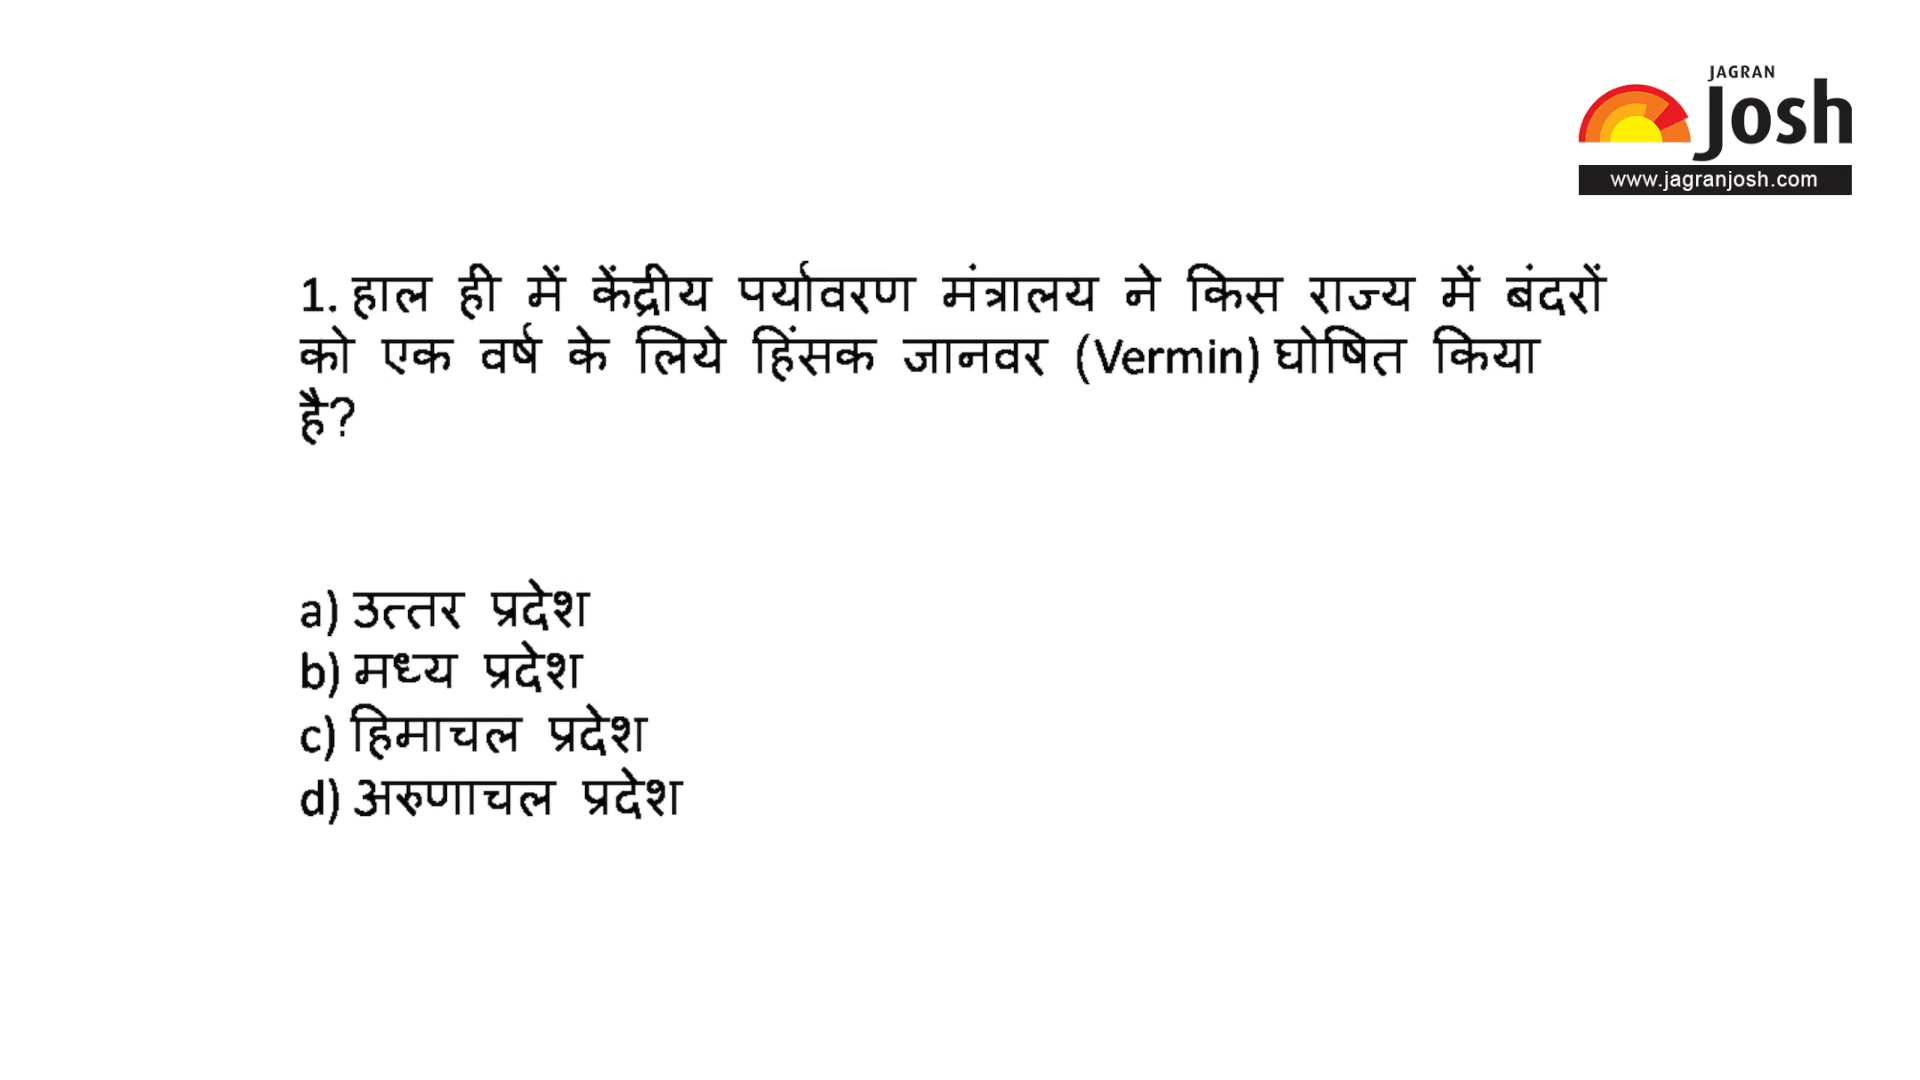 JAGRAN
Josh
www.jagranjosh.com
1. हाल ही में केंद्रीय पर्यावरण मंत्रालय ने किस राज्य में बंदरों
को एक वर्ष के लिये हिंसक जानवर (Vermin) घोषित किया
है?
a) उत्तर प्रदेश
b) मध्य प्रदेश
c) हिमाचल प्रदेश
d) अरुणाचल प्रदेश